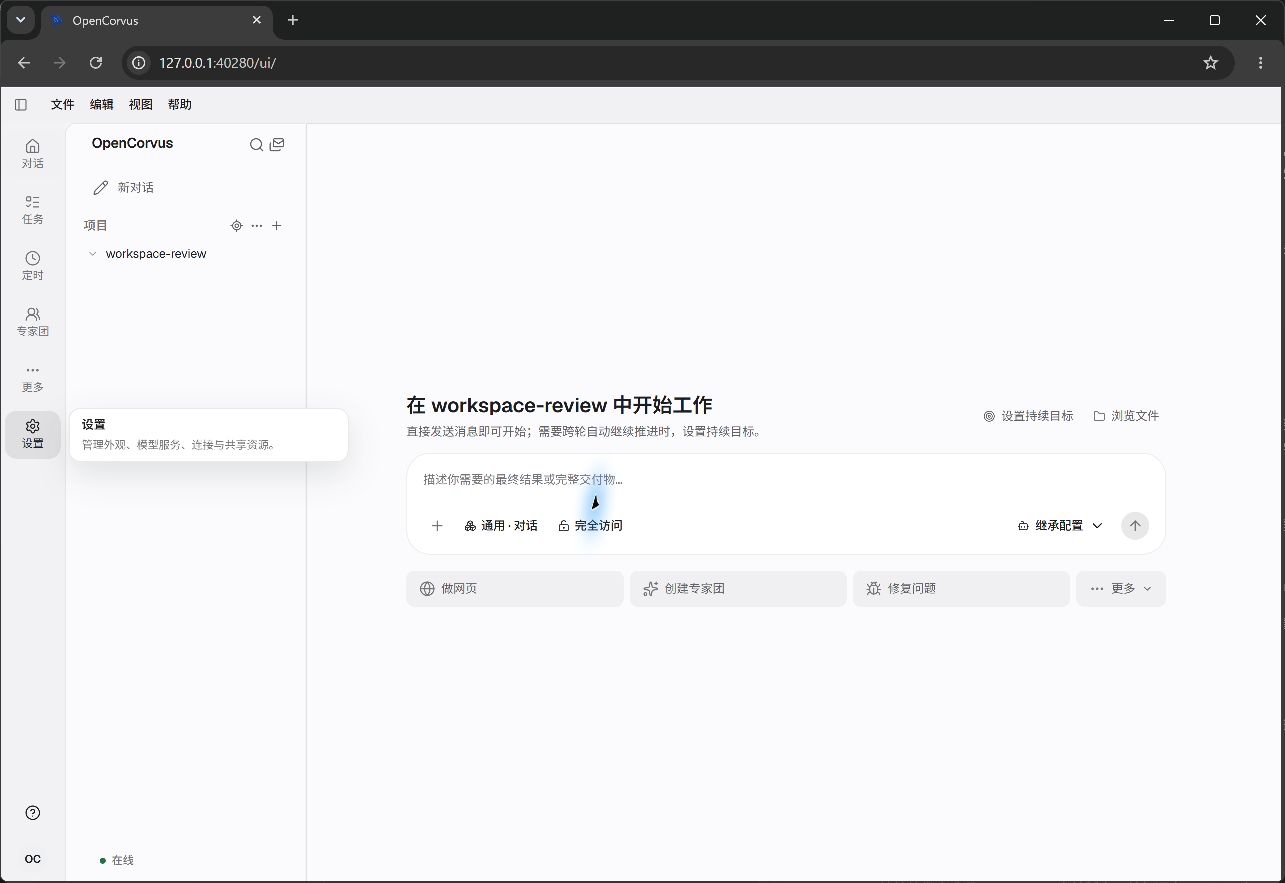 OpenCorvus
127.0.0.1:40280/ui/
文件 编辑 视图 帮助
对话
任务
定时
专家团
更多
设置
OC
OpenCorvus
新对话
项目
workspace-review
在线
设置
管理外观、模型服务、连接与共享资源。
在 workspace-review 中开始工作
直接发送消息即可开始；需要跨轮自动继续推进时，设置持续目标。
设置持续目标 浏览文件
描述你需要的最终结果或完整交付物...
通用 · 对话 完全访问 继承配置
做网页 创建专家团 修复问题 更多